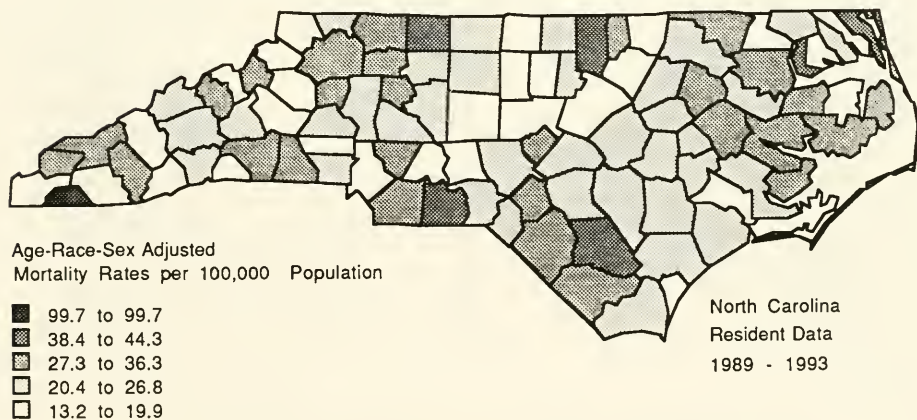 Age-Race-Sex Adjusted
Mortality Rates per 100,000 Population
99.7 to 99.7
38.4 to 44.3
27.3 to 36.3
20.4 to 26.8
13.2 to 19.9
North Carolina
Resident Data
1989 - 1993